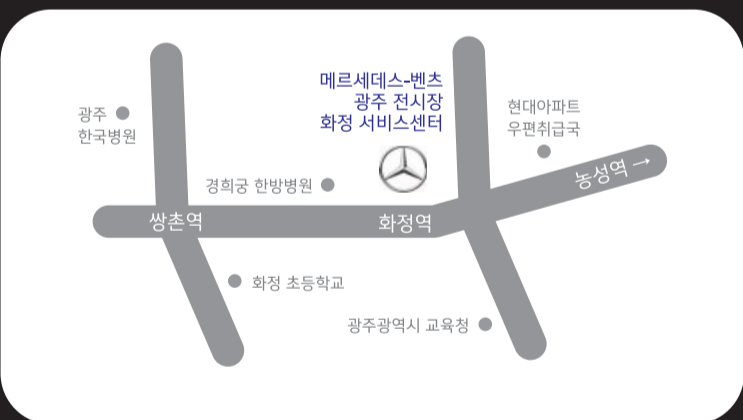 메르세데스-벤츠
광주 전시장
화정 서비스센터
광주
한국병원
현대아파트
우편취급국
경희궁 한방병원
농성역 →
쌍촌역
화정역
화정 초등학교
광주광역시 교육청